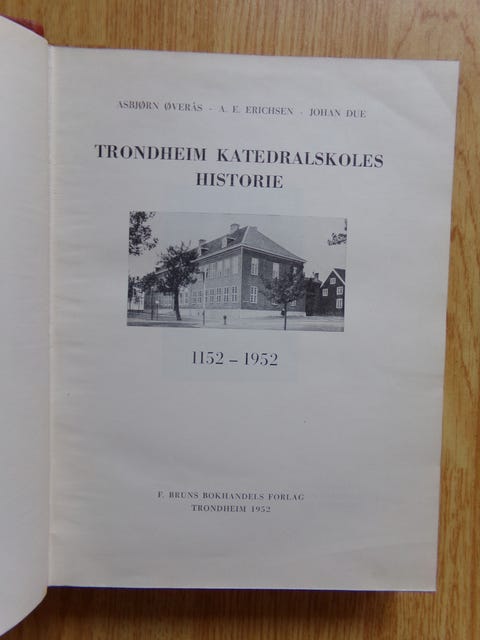 ASBJØRN ØVERÅS · A. E. ERICHSEN · JOHAN DUE
TRONDHEIM KATEDRALSKOLES
HISTORIE
1152 – 1952
F. BRUNS BOKHANDELS FORLAG
TRONDHEIM 1952